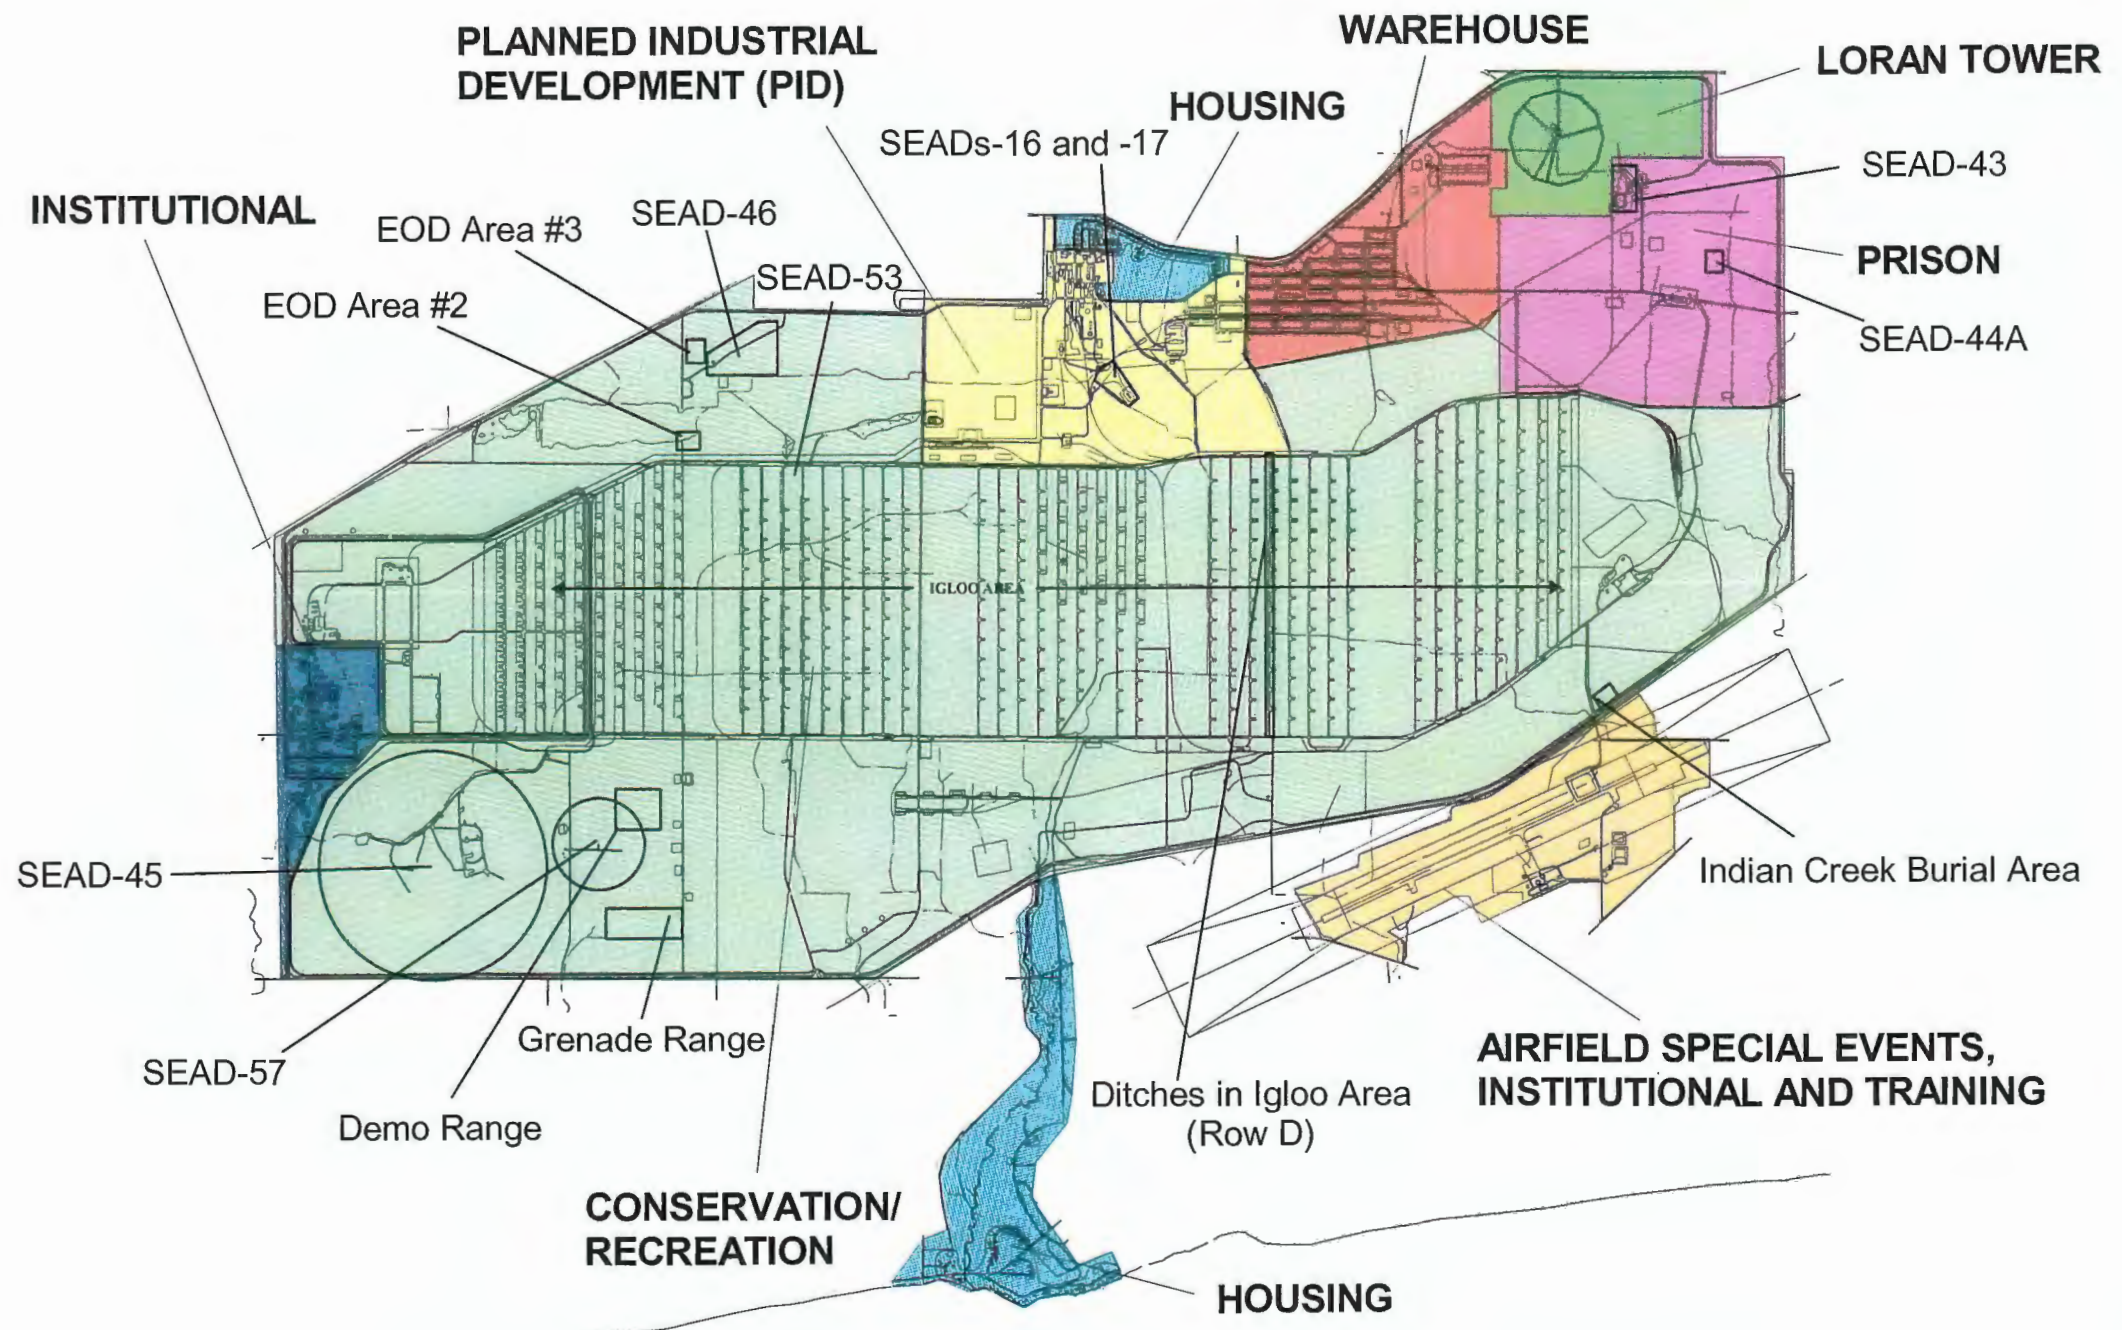 WAREHOUSE
PLANNED INDUSTRIAL
DEVELOPMENT (PID)
LORAN TOWER
HOUSING
SEADs-16 and -17
SEAD-43
INSTITUTIONAL
SEAD-46
EOD Area #3
PRISON
SEAD-53
EOD Area #2
SEAD-44A
IGLOO AREA
SEAD-45
Indian Creek Burial Area
Grenade Range
SEAD-57
AIRFIELD SPECIAL EVENTS,
INSTITUTIONAL AND TRAINING
Ditches in Igloo Area
(Row D)
Demo Range
CONSERVATION/
RECREATION
HOUSING